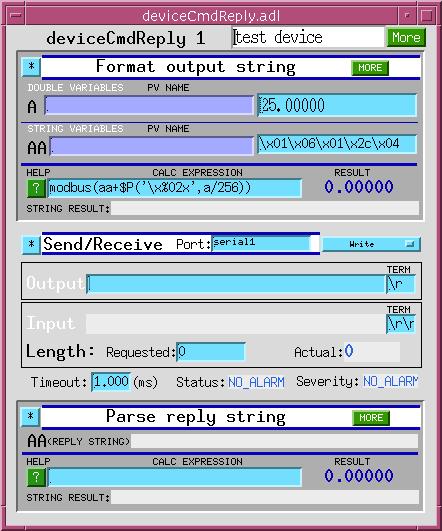 deviceCmdReply.adl
deviceCmdReply 1 test device More
* Format output string MORE
DOUBLE VARIABLES PV NAME
A 25.00000
STRING VARIABLES PV NAME
AA \x01\x06\x01\x2c\x04
HELP CALC EXPRESSION RESULT
? modbus(aa+$P('\x%02x',a/256)) 0.00000
STRING RESULT:
* Send/Receive Port: serial1 Write
TERM
Output \r
TERM
Input \r\r
Length: Requested: 0 Actual: 0
Timeout: 1.000 (ms) Status: NO_ALARM Severity: NO_ALARM
* Parse reply string MORE
AA(REPLY STRING)
HELP CALC EXPRESSION RESULT
? 0.00000
STRING RESULT: